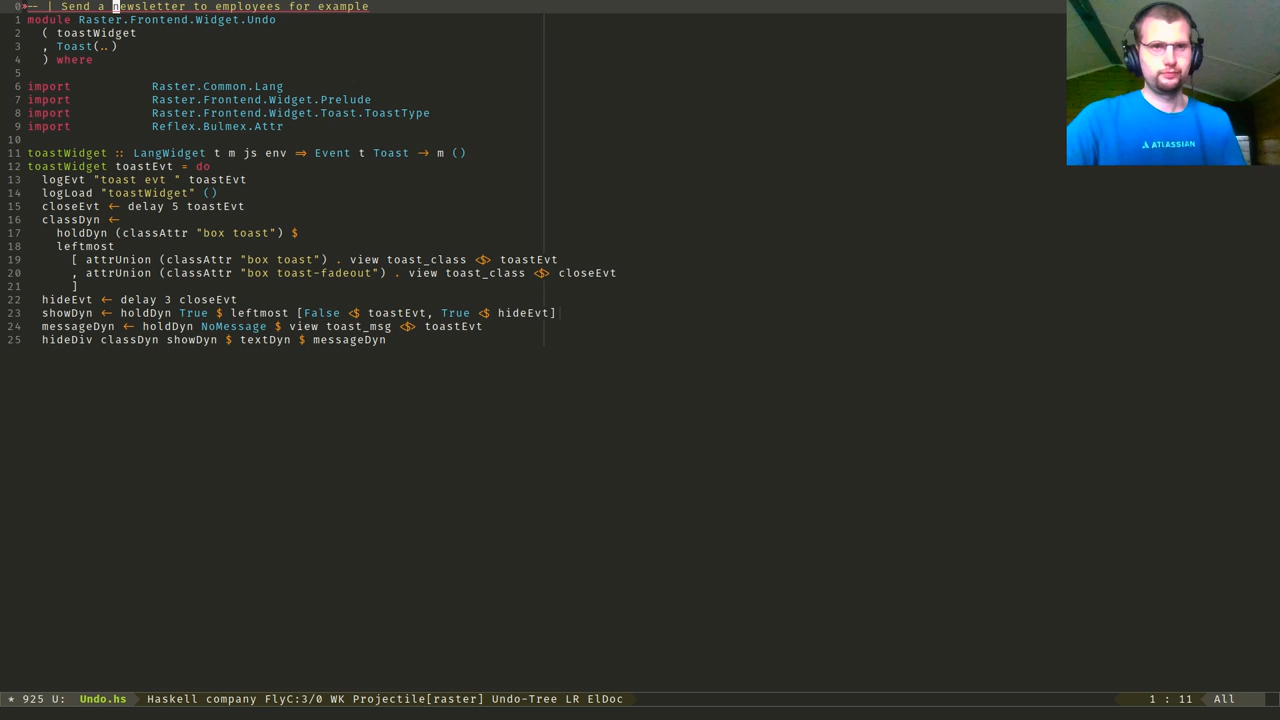 0 -- | Send a newsletter to employees for example
1 module Raster.Frontend.Widget.Undo
2   ( toastWidget
3   , Toast(..)
4   ) where
5
6 import           Raster.Common.Lang
7 import           Raster.Frontend.Widget.Prelude
8 import           Raster.Frontend.Widget.Toast.ToastType
9 import           Reflex.Bulmex.Attr
10
11 toastWidget :: LangWidget t m js env ⇒ Event t Toast → m ()
12 toastWidget toastEvt = do
13   logEvt "toast evt " toastEvt
14   logLoad "toastWidget" ()
15   closeEvt ← delay 5 toastEvt
16   classDyn ←
17     holdDyn (classAttr "box toast") $
18     leftmost
19       [ attrUnion (classAttr "box toast") . view toast_class <$> toastEvt
20       , attrUnion (classAttr "box toast-fadeout") . view toast_class <$> closeEvt
21       ]
22   hideEvt ← delay 3 closeEvt
23   showDyn ← holdDyn True $ leftmost [False <$ toastEvt, True <$ hideEvt]
24   messageDyn ← holdDyn NoMessage $ view toast_msg <$> toastEvt
25   hideDiv classDyn showDyn $ textDyn $ messageDyn
ATLASSIAN
* 925 U: Undo.hs Haskell company FlyC:3/0 WK Projectile[raster] Undo-Tree LR ElDoc 1 : 11 All